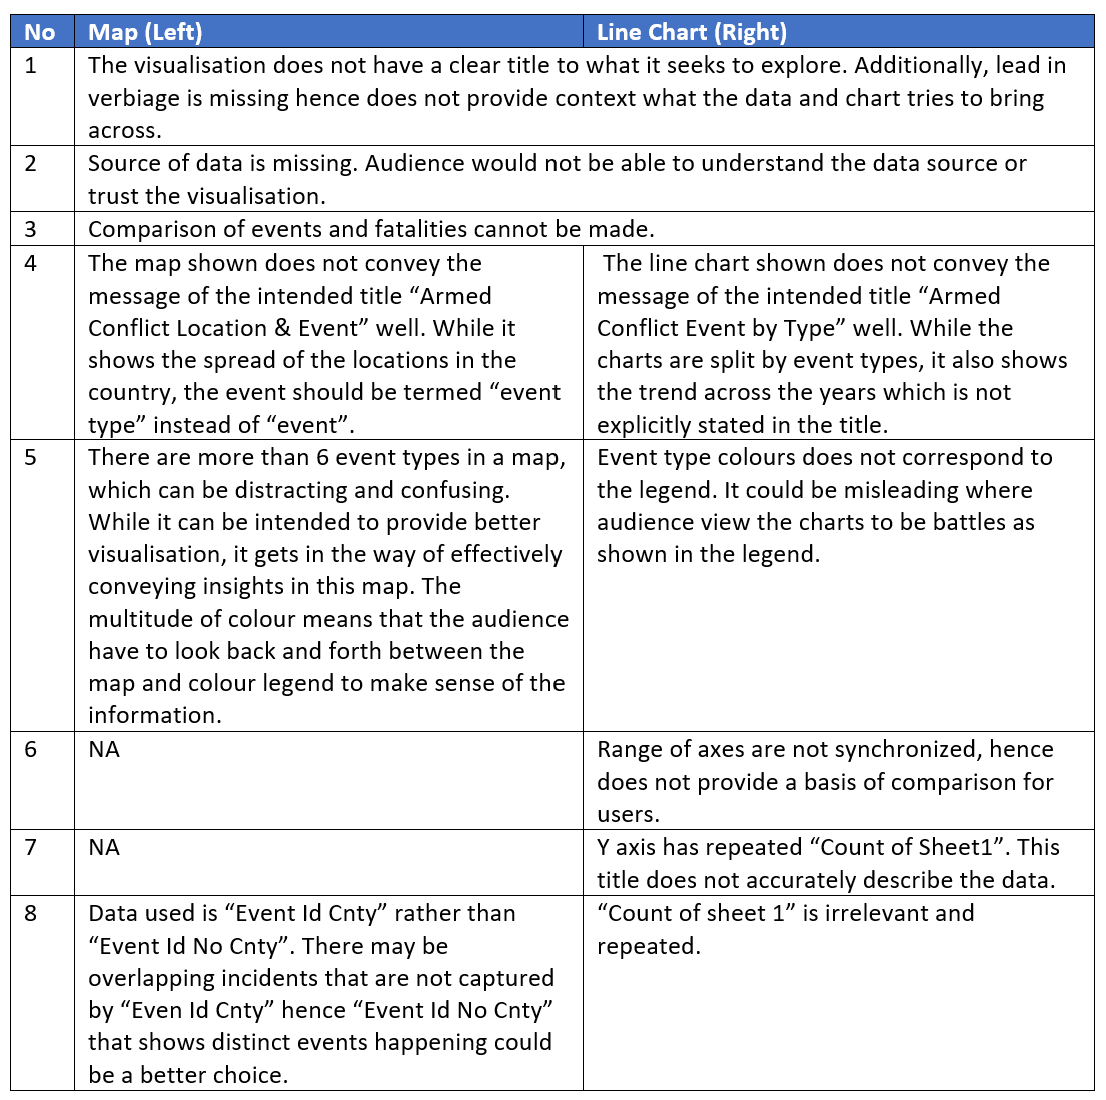 No Map (Left) Line Chart (Right)
1 The visualisation does not have a clear title to what it seeks to explore. Additionally, lead in
verbiage is missing hence does not provide context what the data and chart tries to bring
across.
2 Source of data is missing. Audience would not be able to understand the data source or
trust the visualisation.
3 Comparison of events and fatalities cannot be made.
4 The map shown does not convey the
message of the intended title “Armed
Conflict Location & Event” well. While it
shows the spread of the locations in the
country, the event should be termed “event
type” instead of “event”.
The line chart shown does not convey the
message of the intended title “Armed
Conflict Event by Type” well. While the
charts are split by event types, it also shows
the trend across the years which is not
explicitly stated in the title.
5 There are more than 6 event types in a map,
which can be distracting and confusing.
While it can be intended to provide better
visualisation, it gets in the way of effectively
conveying insights in this map. The
multitude of colour means that the audience
have to look back and forth between the
map and colour legend to make sense of the
information.
Event type colours does not correspond to
the legend. It could be misleading where
audience view the charts to be battles as
shown in the legend.
6 NA
Range of axes are not synchronized, hence
does not provide a basis of comparison for
users.
7 NA
Y axis has repeated “Count of Sheet1”. This
title does not accurately describe the data.
8 Data used is “Event Id Cnty” rather than
“Event Id No Cnty”. There may be
overlapping incidents that are not captured
by “Even Id Cnty” hence “Event Id No Cnty”
that shows distinct events happening could
be a better choice.
“Count of sheet 1” is irrelevant and
repeated.